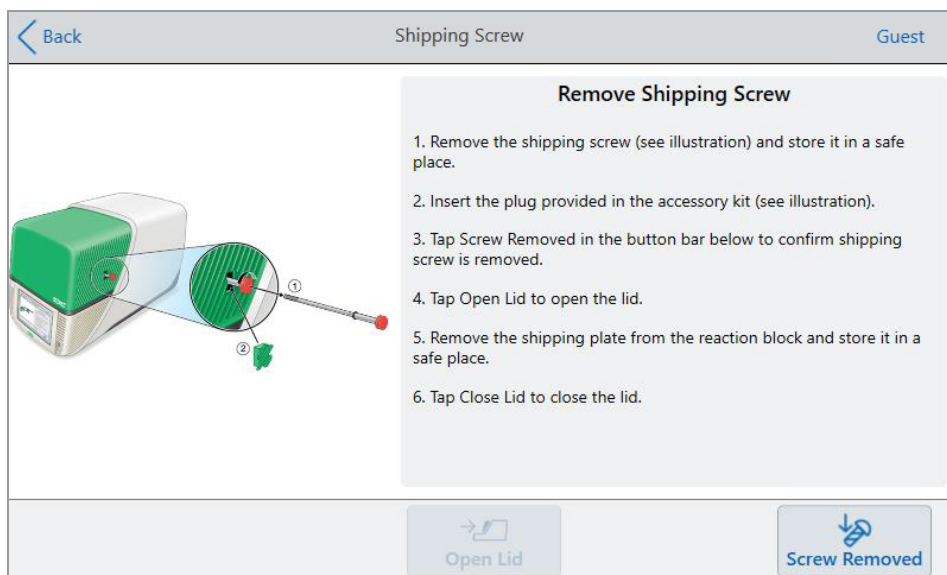 Back
Shipping Screw
Guest
Remove Shipping Screw
1. Remove the shipping screw (see illustration) and store it in a safe
place.
2. Insert the plug provided in the accessory kit (see illustration).
3. Tap Screw Removed in the button bar below to confirm shipping
screw is removed.
4. Tap Open Lid to open the lid.
5. Remove the shipping plate from the reaction block and store it in a
safe place.
6. Tap Close Lid to close the lid.
①
②
Open Lid
Screw Removed